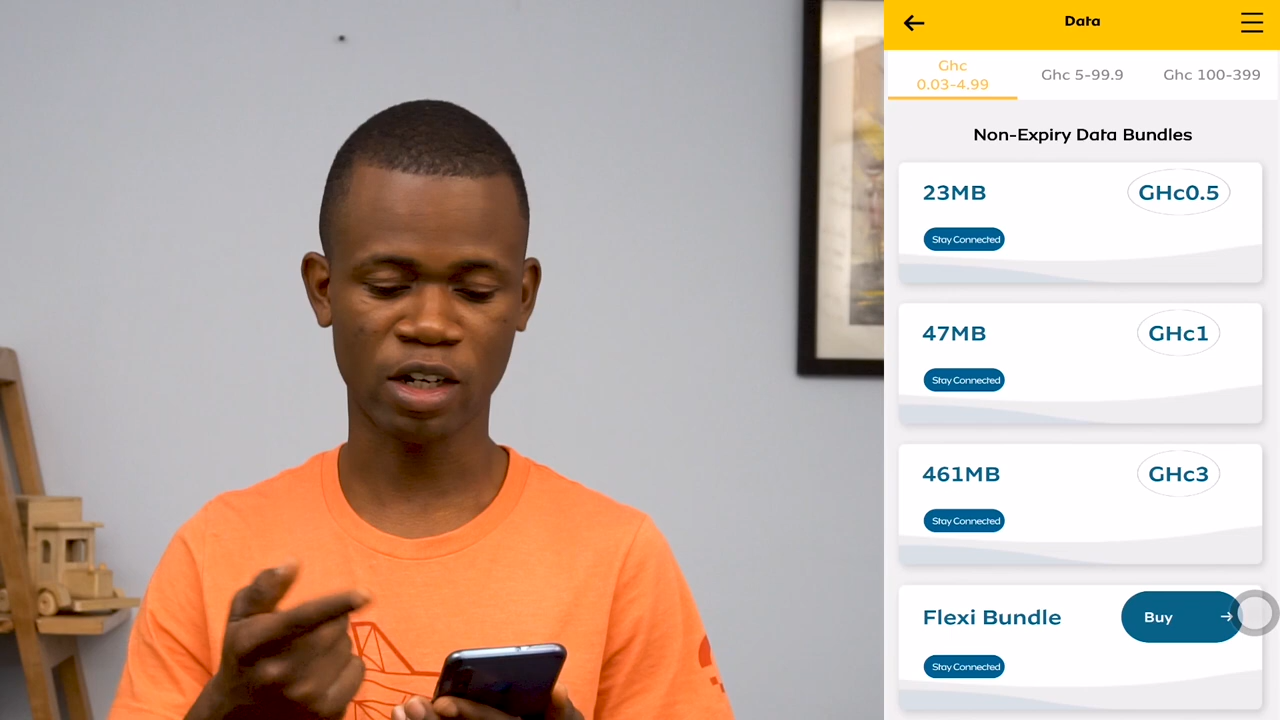 Data
Ghc
0.03-4.99
Ghc 5-99.9
Ghc 100-399
Non-Expiry Data Bundles
23MB
GHc0.5
Stay Connected
47MB
GHc1
Stay Connected
461MB
GHc3
Stay Connected
Flexi Bundle
Buy
Stay Connected